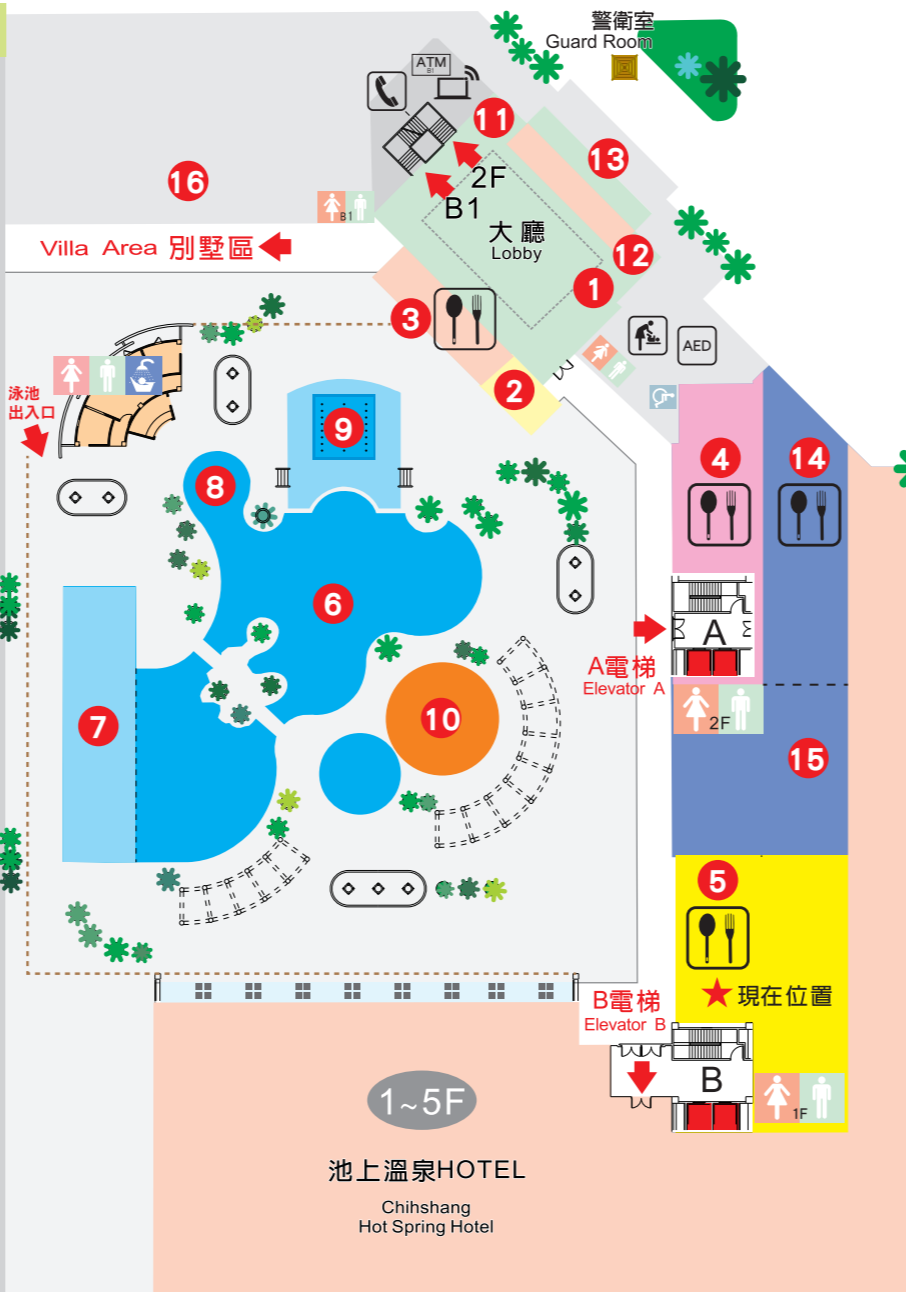 警衛室
Guard Room
ATM
B1
11
13
16
2F
B1
B1
大廳
Lobby
Villa Area 別墅區
12
1
3
AED
2
泳池
出入口
9
4
14
8
6
A
A電梯
Elevator A
10
7
2F
15
5
現在位置
B電梯
Elevator B
B
1F
1~5F
池上溫泉HOTEL
Chihshang
Hot Spring Hotel